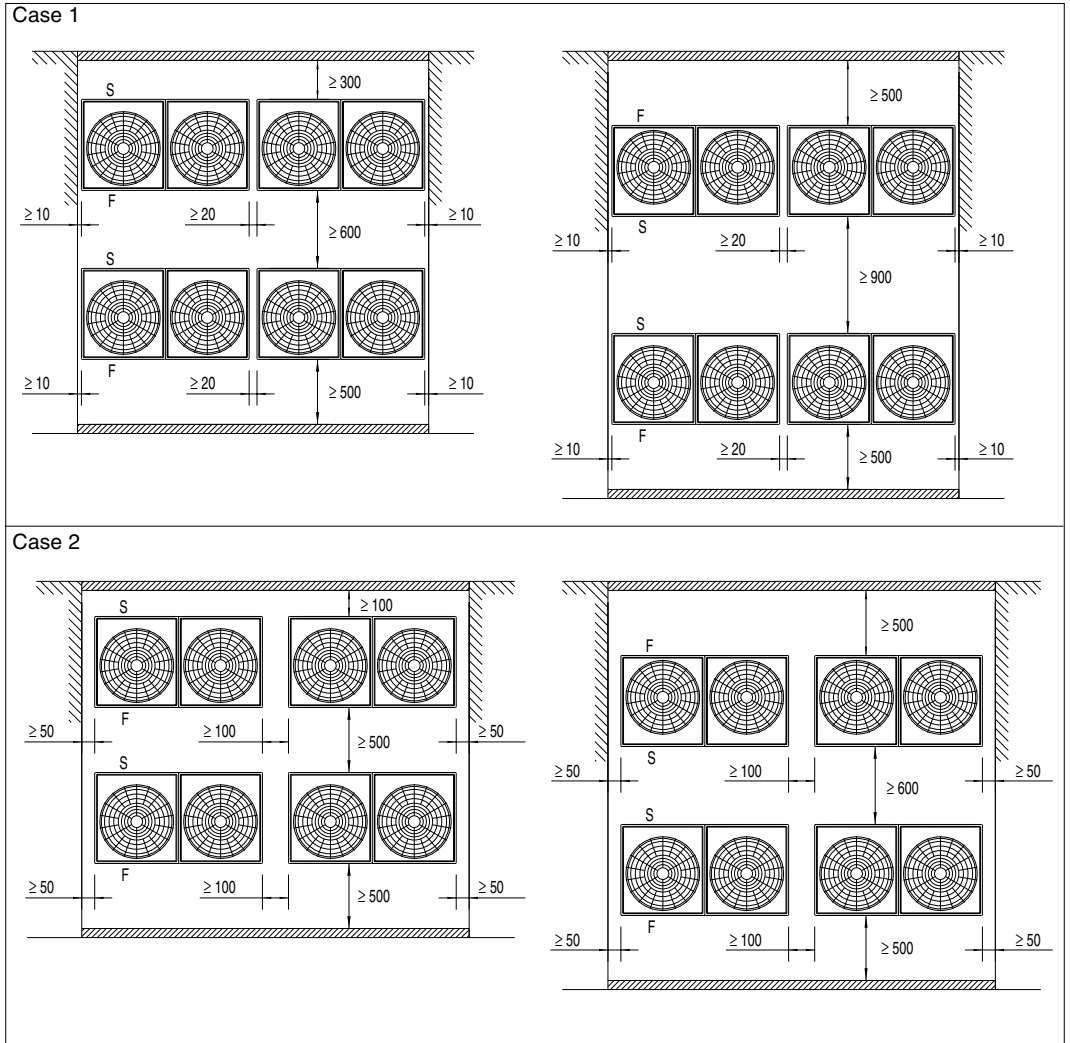 Case 1
S
≥ 300
F
≥ 10
≥ 20
≥ 600
≥ 10
S
F
≥ 10
≥ 20
≥ 500
≥ 10
≥ 500
F
S
≥ 10
≥ 20
≥ 10
≥ 900
S
F
≥ 10
≥ 20
≥ 500
≥ 10
Case 2
S
≥ 100
F
≥ 50
≥ 100
≥ 500
≥ 50
S
F
≥ 50
≥ 100
≥ 500
≥ 50
≥ 500
F
S
≥ 50
≥ 100
≥ 600
≥ 50
S
F
≥ 50
≥ 100
≥ 500
≥ 50